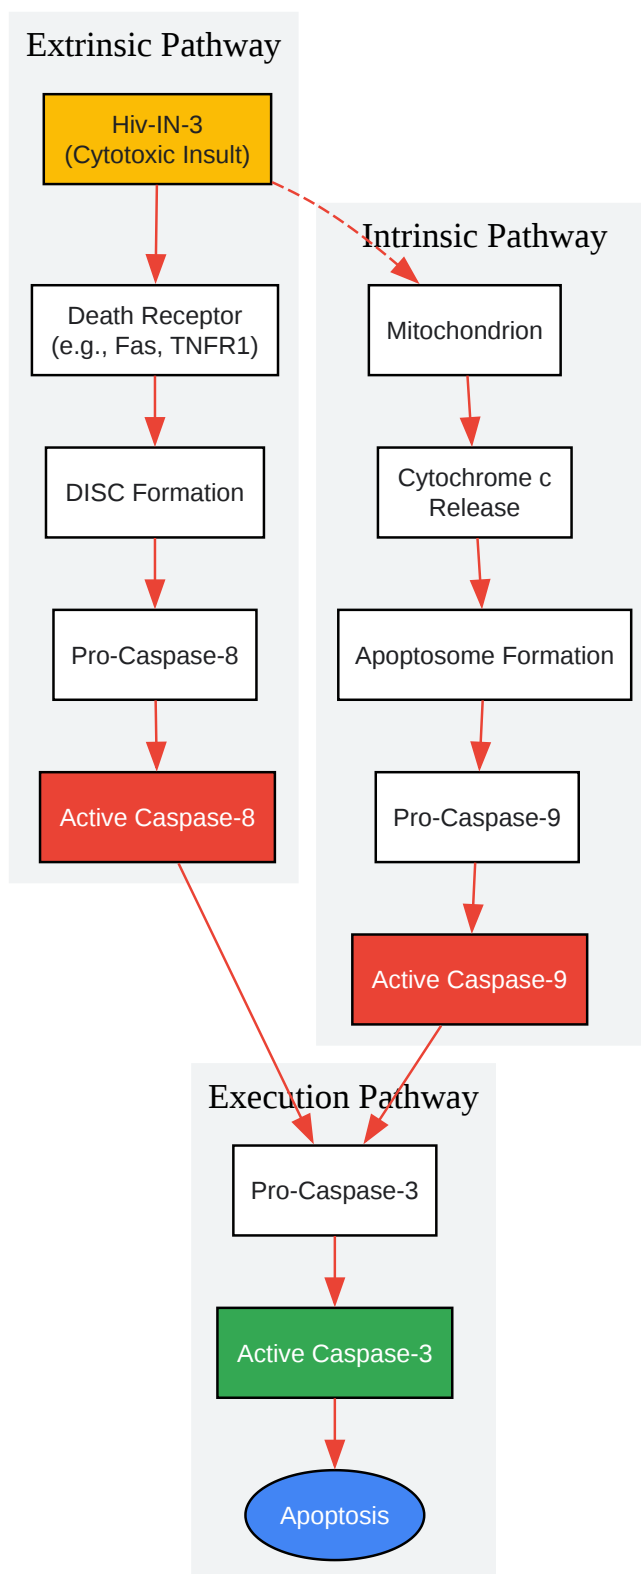 Extrinsic Pathway
Hiv-IN-3
(Cytotoxic Insult)
Death Receptor
(e.g., Fas, TNFR1)
DISC Formation
Pro-Caspase-8
Active Caspase-8
Intrinsic Pathway
Mitochondrion
Cytochrome c
Release
Apoptosome Formation
Pro-Caspase-9
Active Caspase-9
Execution Pathway
Pro-Caspase-3
Active Caspase-3
Apoptosis